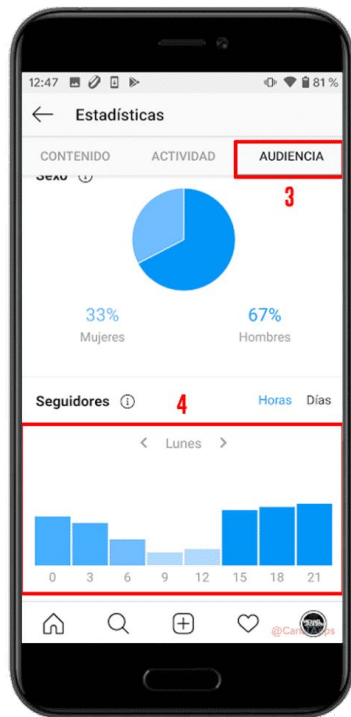 12:47 81 %
Estadísticas
CONTENIDO ACTIVIDAD AUDIENCIA
3
Sexo
33% 67%
Mujeres Hombres
Seguidores 4 Horas Días
< Lunes >
0 3 6 9 12 15 18 21